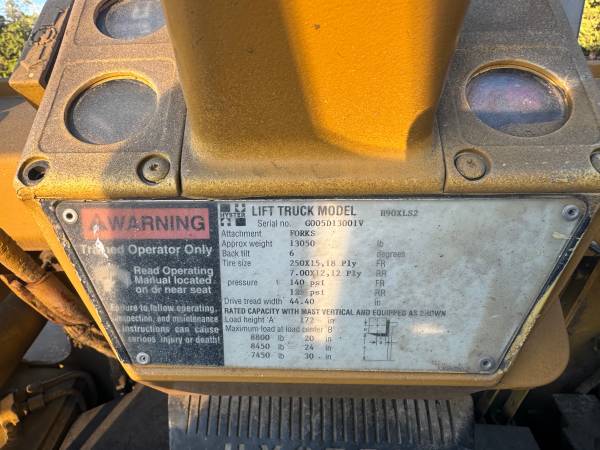 WARNING
Trained Operator Only
Read Operating
Manual located
on or near seat
Failure to follow operating,
inspection, and maintenance
instructions can cause
serious injury or death!
HYSTER LIFT TRUCK MODEL H90XLS2
Serial no. G005D13001V
Attachment FORKS
Approx weight 13050 lb
Back tilt 6 degrees
Tire size 250X15,18 Ply FR
7.00X12,12 Ply RR
pressure 140 psi FR
125 psi RR
Drive tread width 44.40 in
RATED CAPACITY WITH MAST VERTICAL AND EQUIPPED AS SHOWN
Load height 'A' 172 in
Maximum load at load center 'B'
8800 lb 20 in
8450 lb 24 in
7450 lb 30 in